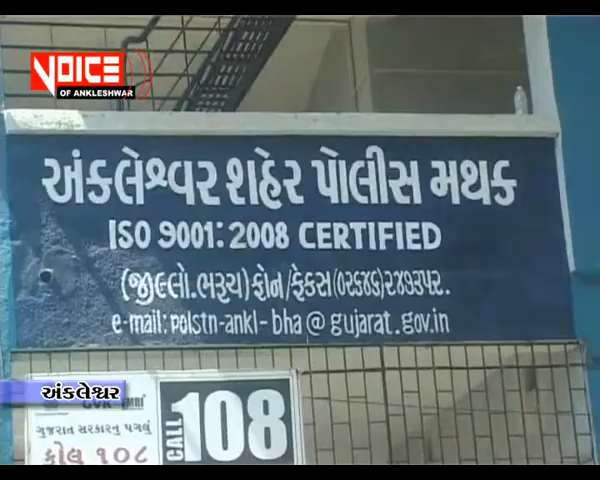 VOICE
OF ANKLESHWAR
અંકલેશ્વર શહેર પોલીસ મથક
ISO 9001: 2008 CERTIFIED
(જીલ્લો.ભરૂચ) ફોન/ફેકસ(૦૨૬૪૬)૨૪૭૩૫૨.
e-mail: polstn-ankl-bha@gujarat.gov.in
અંકલેશ્વર
ગુજરાત સરકારનું પગલું
કોલ ૧૦૮
CALL 108